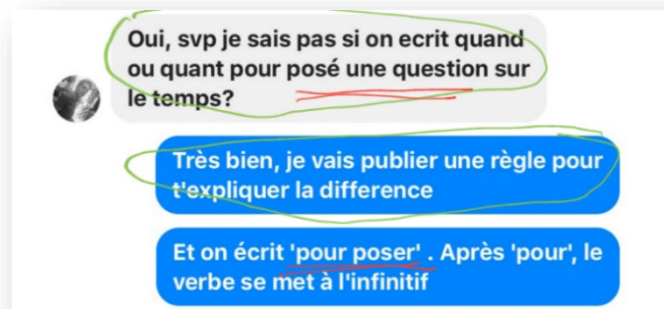 Oui, svp je sais pas si on ecrit quand
ou quant pour posé une question sur
le temps?
Très bien, je vais publier une règle pour
t'expliquer la difference
Et on écrit 'pour poser' . Après 'pour', le
verbe se met à l'infinitif